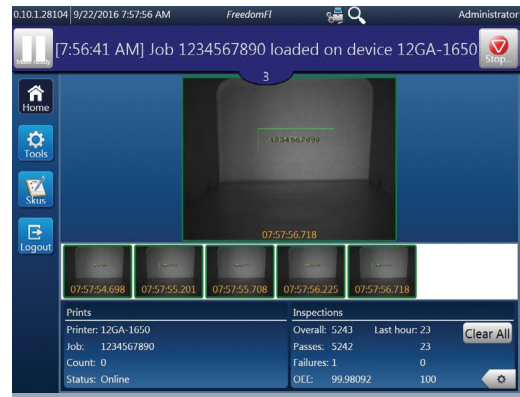 0.10.1.28104 9/22/2016 7:57:56 AM FreedomFI Administrator
Make Ready
[7:56:41 AM] Job 1234567890 loaded on device 12GA-1650
Stop...
3
Home
Tools
Skus
Logout
1234567890
07:57:56.718
07:57:54.698 07:57:55.201 07:57:55.708 07:57:56.225 07:57:56.718
Prints
Printer: 12GA-1650
Job: 1234567890
Count: 0
Status: Online
Inspections
Overall: 5243 Last hour: 23
Passes: 5242 23
Failures: 1 0
OEE: 99.98092 100
Clear All